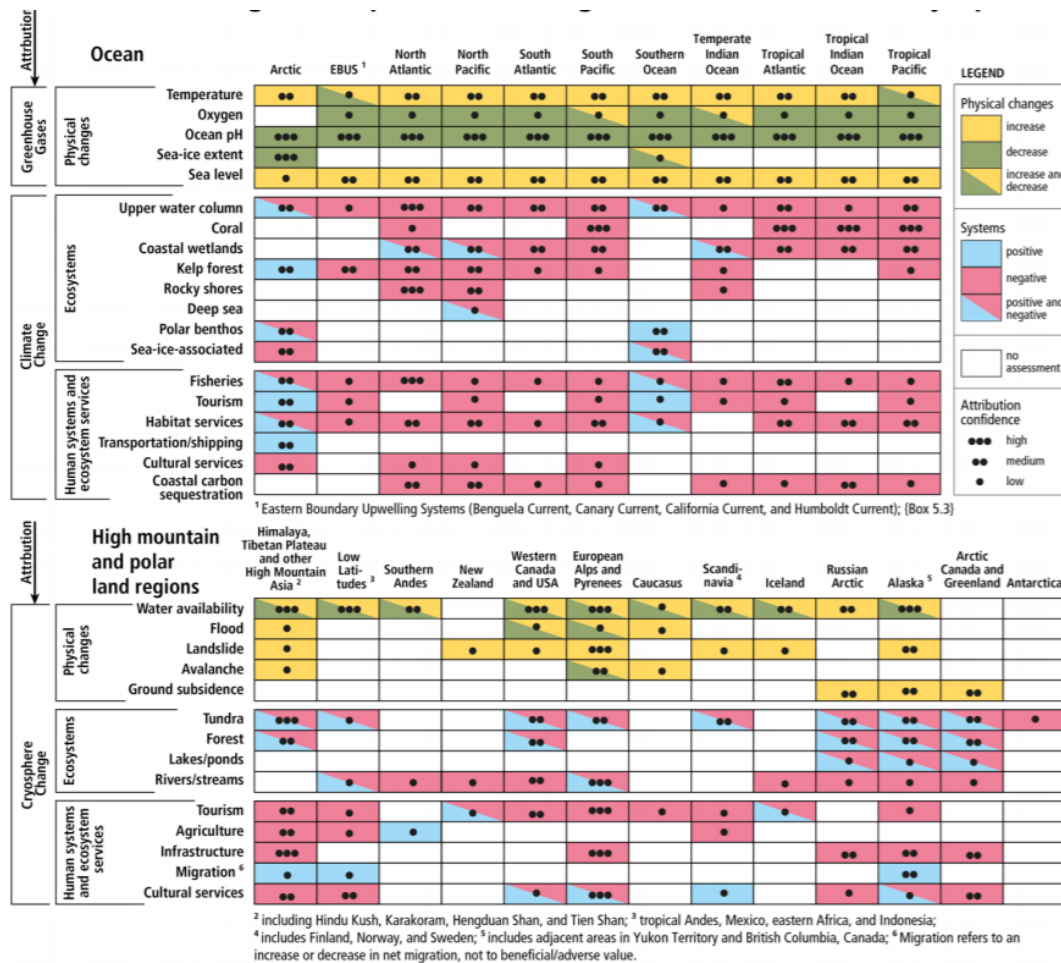 Attribution
Ocean
Arctic
EBUS 1
North Atlantic
North Pacific
South Atlantic
South Pacific
Southern Ocean
Temperate Indian Ocean
Tropical Atlantic
Tropical Indian Ocean
Tropical Pacific
Greenhouse Gases
Physical changes
Temperature
Oxygen
Ocean pH
Sea-ice extent
Sea level
Climate Change
Ecosystems
Upper water column
Coral
Coastal wetlands
Kelp forest
Rocky shores
Deep sea
Polar benthos
Sea-ice-associated
Human systems and ecosystem services
Fisheries
Tourism
Habitat services
Transportation/shipping
Cultural services
Coastal carbon
sequestration
LEGEND
Physical changes
increase
decrease
increase and
decrease
Systems
positive
negative
positive and
negative
no
assessment
Attribution
confidence
high
medium
low
1 Eastern Boundary Upwelling Systems (Benguela Current, Canary Current, California Current, and Humboldt Current); {Box 5.3}
Attribution
High mountain
and polar
land regions
Himalaya, Tibetan Plateau and other High Mountain Asia 2
Low Lati-tudes 3
Southern Andes
New Zealand
Western Canada and USA
European Alps and Pyrenees
Caucasus
Scandi-navia 4
Iceland
Russian Arctic
Alaska 5
Arctic Canada and Greenland
Antarctica
Cryosphere Change
Physical changes
Water availability
Flood
Landslide
Avalanche
Ground subsidence
Ecosystems
Tundra
Forest
Lakes/ponds
Rivers/streams
Human systems and ecosystem services
Tourism
Agriculture
Infrastructure
Migration 6
Cultural services
2 including Hindu Kush, Karakoram, Hengduan Shan, and Tien Shan; 3 tropical Andes, Mexico, eastern Africa, and Indonesia;
4 includes Finland, Norway, and Sweden; 5 includes adjacent areas in Yukon Territory and British Columbia, Canada; 6 Migration refers to an
increase or decrease in net migration, not to beneficial/adverse value.